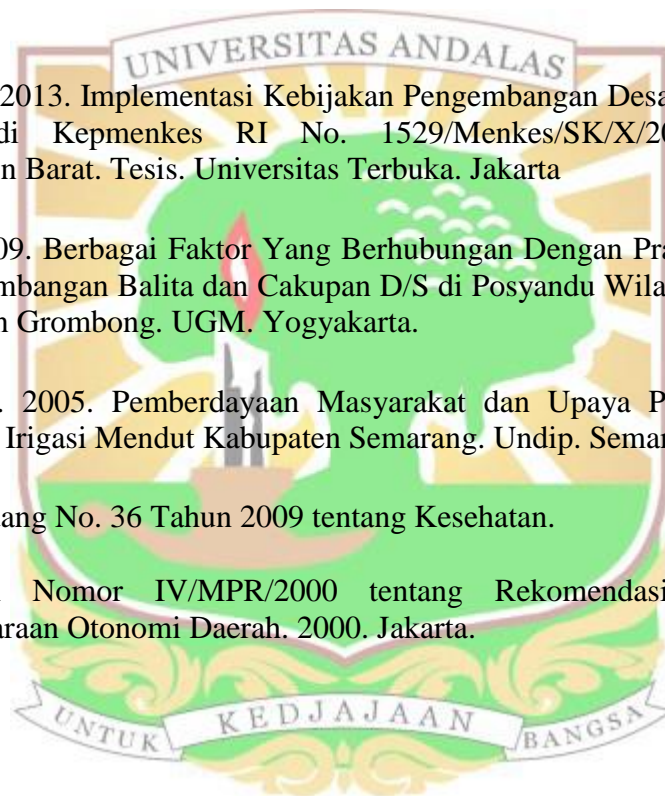 UNIVERSITAS ANDALAS
2013. Implementasi Kebijakan Pengembangan Desa
di Kepmenkes RI No. 1529/Menkes/SK/X/20
n Barat. Tesis. Universitas Terbuka. Jakarta
09. Berbagai Faktor Yang Berhubungan Dengan Pra
mbangan Balita dan Cakupan D/S di Posyandu Wila
n Grombong. UGM. Yogyakarta.
. 2005. Pemberdayaan Masyarakat dan Upaya P
Irigasi Mendut Kabupaten Semarang. Undip. Semar
ang No. 36 Tahun 2009 tentang Kesehatan.
Nomor IV/MPR/2000 tentang Rekomendasi
araan Otonomi Daerah. 2000. Jakarta.
UNTUK KEDJAJAAN BANGSA